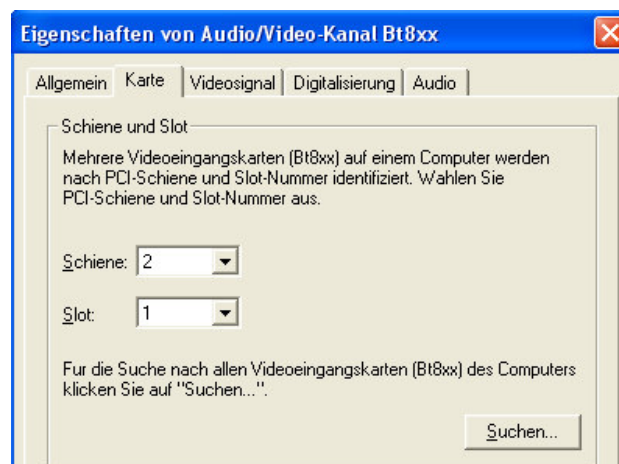 Eigenschaften von Audio/Video-Kanal Bt8xx
Allgemein Karte Videosignal Digitalisierung Audio
Schiene und Slot
Mehrere Videoeingangskarten (Bt8xx) auf einem Computer werden
nach PCI-Schiene und Slot-Nummer identifiziert. Wahlen Sie
PCI-Schiene und Slot-Nummer aus.
Schiene: 2
Slot: 1
Fur die Suche nach allen Videoeingangskarten (Bt8xx) des Computers
klicken Sie auf "Suchen...".
Suchen...